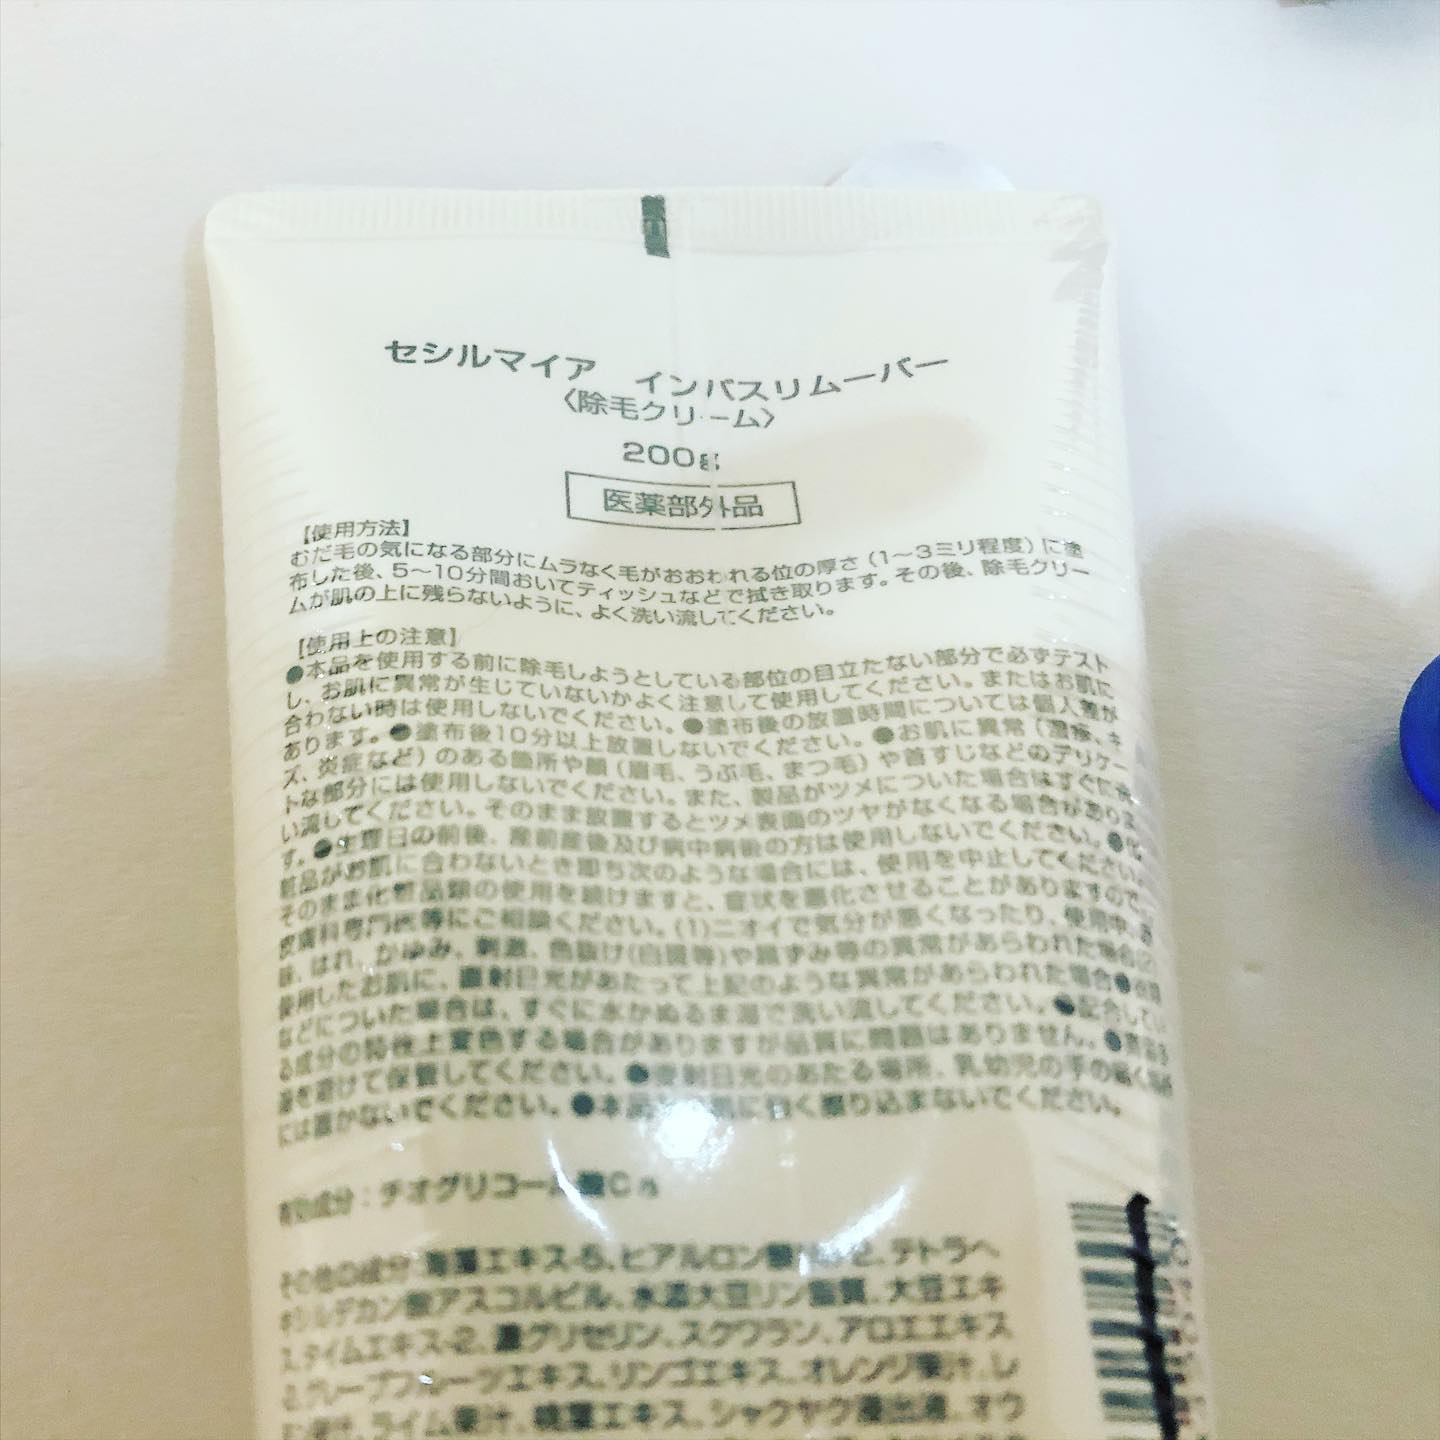 セシルマイア　インバスリムーバー
〈除毛クリーム〉
200g
医薬部外品
【使用方法】
むだ毛の気になる部分にムラなく毛がおおわれる位の厚さ(1〜3ミリ程度)に塗
布した後、5〜10分間おいてティッシュなどで拭き取ります。その後、除毛クリー
ムが肌の上に残らないように、よく洗い流してください。
【使用上の注意】
●本品を使用する前に除毛しようとしている部位の目立たない部分で必ずテスト
し、お肌に異常が生じていないかよく注意して使用してください。またはお肌に
合わない時は使用しないでください。●塗布後の放置時間については個人差が
あります。●塗布後10分以上放置しないでください。●お肌に異常(湿疹、キ
ズ、炎症など)のある箇所や顔(眉毛、うぶ毛、まつ毛)や首すじなどのデリケー
トな部分には使用しないでください。また、製品がツメについた場合はすぐに洗
い流してください。そのまま放置するとツメ表面のツヤがなくなる場合がありま
す。●生理日の前後、産前産後及び病中病後の方は使用しないでください。●化
粧品がお肌に合わないとき即ち次のような場合には、使用を中止してください。
そのまま化粧品類の使用を続けますと、症状を悪化させることがありますので、
皮膚科専門医等にご相談ください。(1)ニオイで気分が悪くなったり、使用中、赤
味、はれ、かゆみ、刺激、色抜け(白斑等)や黒ずみ等の異常があらわれた場合(2)
使用したお肌に、直射日光があたって上記のような異常があらわれた場合●衣類
などについた場合は、すぐに水かぬるま湯で洗い流してください。●配合してい
る成分の特性上変色する場合がありますが品質に問題はありません。●高温多
湿を避けて保管してください。●直射日光のあたる場所、乳幼児の手の届く場所
には置かないでください。●本品 肌に強く擦り込まないでください。
有効成分：チオグリコール酸Ca
その他の成分:海藻エキス-5、ヒアルロン酸 -2、テトラヘ
キシルデカン酸アスコルビル、水添大豆リン脂質、大豆エキ
ス、タイムエキス-2、濃グリセリン、スクワラン、アロエエキス
-2、グレープフルーツエキス、リンゴエキス、オレンジ果汁、レ
モン果汁、ライム果汁、桃葉エキス、シャクヤク 、オウ